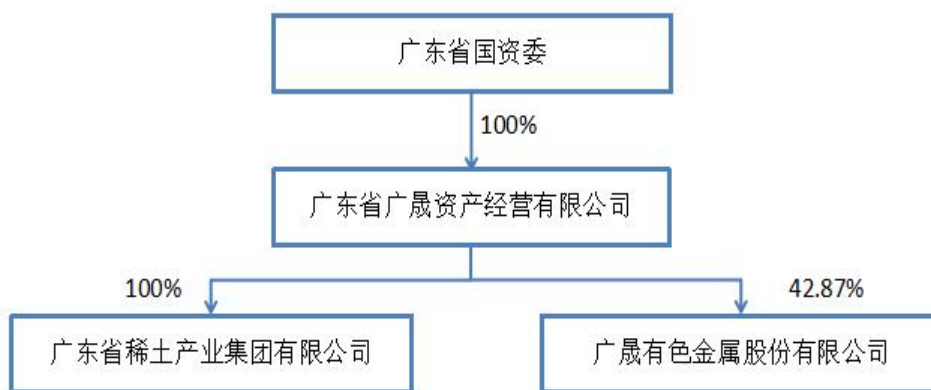 广东省国资委
100%
广东省广晟资产经营有限公司
100%
42.87%
广东省稀土产业集团有限公司
广晟有色金属股份有限公司